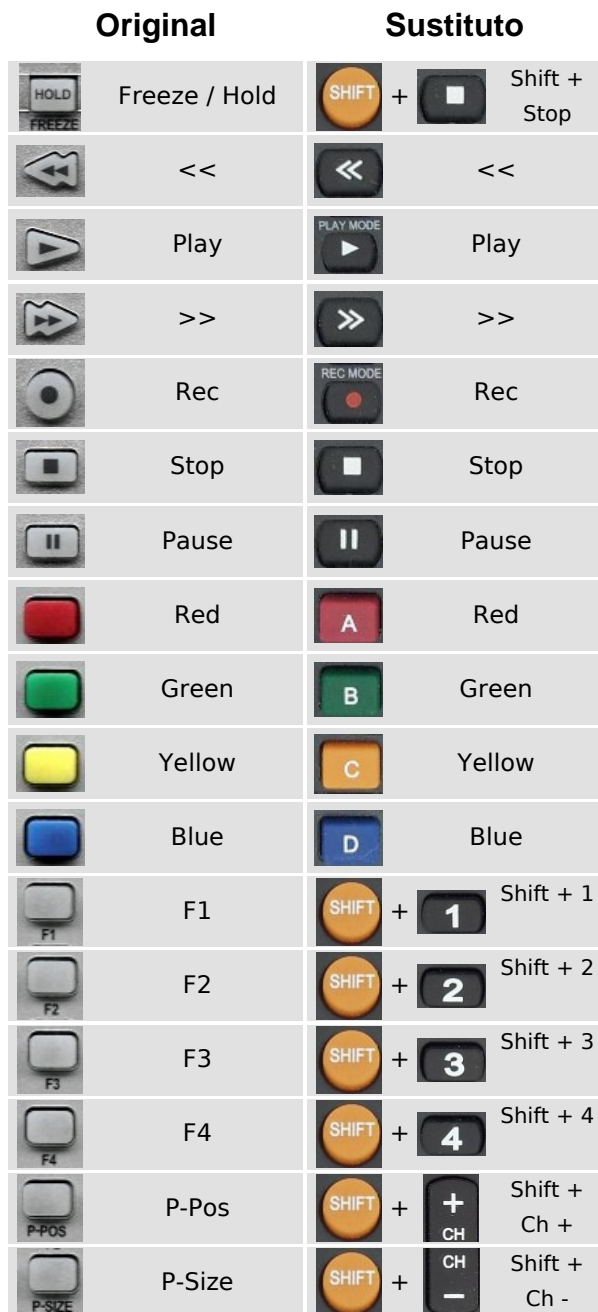 Original Sustituto
HOLD
FREEZE
Freeze / Hold
SHIFT
+
Shift +
Stop
<<
<<
Play
PLAY MODE
Play
>>
>>
Rec
REC MODE
Rec
Stop
Stop
Pause
Pause
Red
A
Red
Green
B
Green
Yellow
C
Yellow
Blue
D
Blue
F1
F1
SHIFT
+
1
Shift + 1
F2
F2
SHIFT
+
2
Shift + 2
F3
F3
SHIFT
+
3
Shift + 3
F4
F4
SHIFT
+
4
Shift + 4
P-POS
P-Pos
SHIFT
+
+
CH
Shift +
Ch +
P-SIZE
P-Size
SHIFT
+
CH
–
Shift +
Ch -